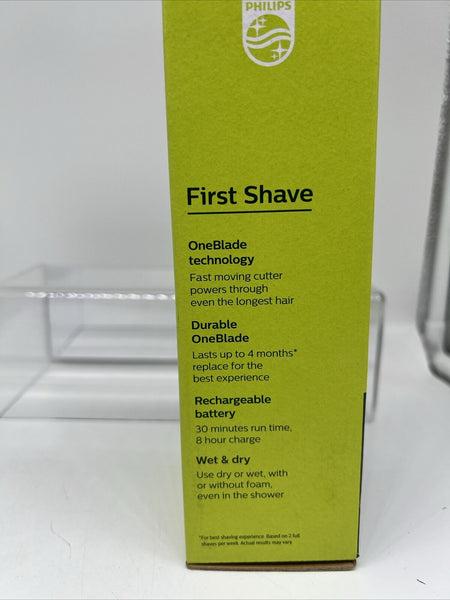 PHILIPS
First Shave
OneBlade
technology
Fast moving cutter
powers through
even the longest hair
Durable
OneBlade
Lasts up to 4 months*
replace for the
best experience
Rechargeable
battery
30 minutes run time,
8 hour charge
Wet & dry
Use dry or wet, with
or without foam,
even in the shower
*For best shaving experience. Based on 2 full
shaves per week. Actual results may vary